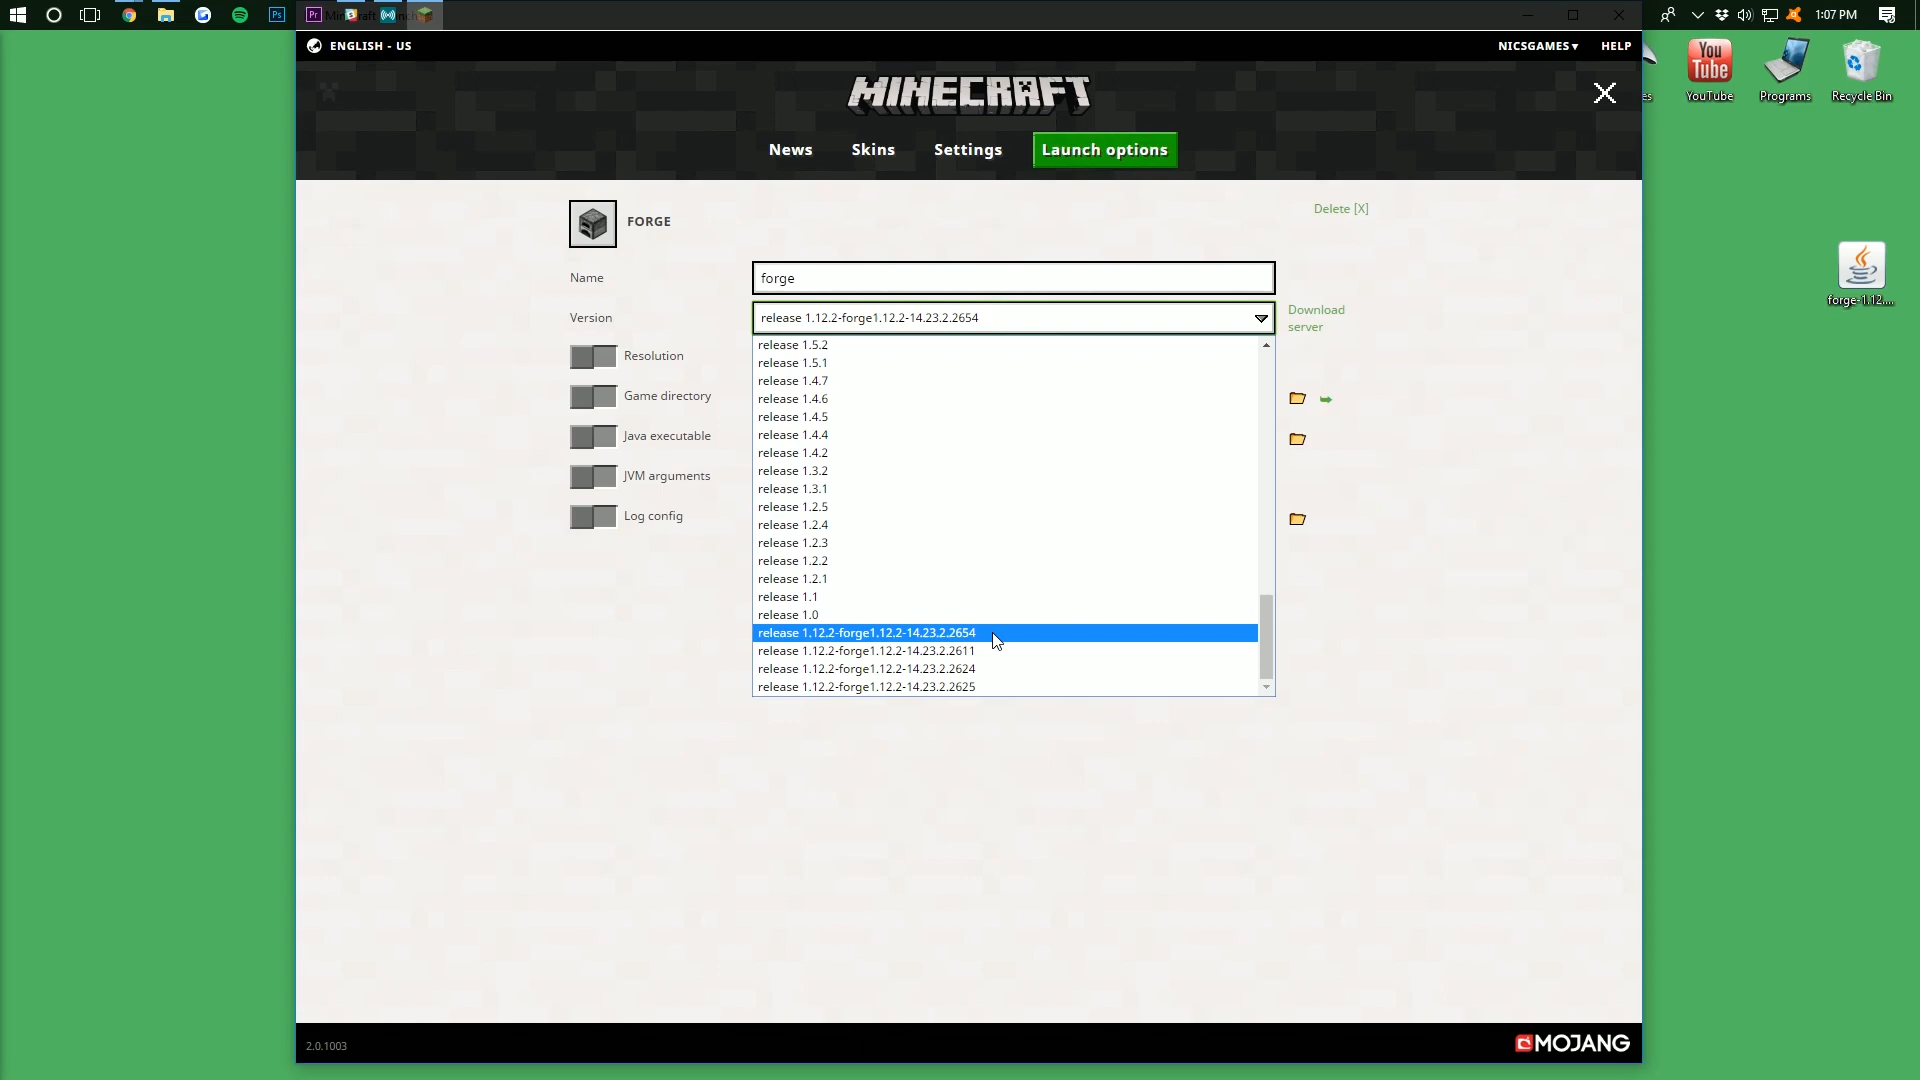 1:07 PM
ENGLISH - US
NICSGAMES
HELP
MINECRAFT
YouTube
Programs
Recycle Bin
News
Skins
Settings
Launch options
FORGE
Delete [X]
Name
forge
Version
release 1.12.2-forge1.12.2-14.23.2.2654
Download
server
forge-1.12....
Resolution
Game directory
Java executable
JVM arguments
Log config
release 1.5.2
release 1.5.1
release 1.4.7
release 1.4.6
release 1.4.5
release 1.4.4
release 1.4.2
release 1.3.2
release 1.3.1
release 1.2.5
release 1.2.4
release 1.2.3
release 1.2.2
release 1.2.1
release 1.1
release 1.0
release 1.12.2-forge1.12.2-14.23.2.2654
release 1.12.2-forge1.12.2-14.23.2.2611
release 1.12.2-forge1.12.2-14.23.2.2624
release 1.12.2-forge1.12.2-14.23.2.2625
2.0.1003
MOJANG